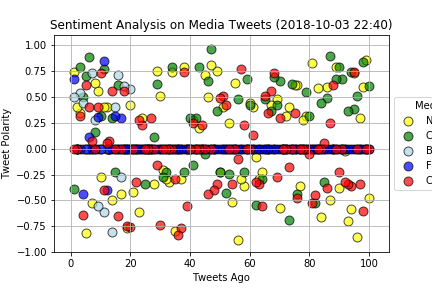 Sentiment Analysis on Media Tweets (2018-10-03 22:40)
1.00
0.75
0.50
0.25
0.00
−0.25
−0.50
−0.75
−1.00
Tweet Polarity
0
20
40
60
80
100
Tweets Ago
N
C
B
F
C